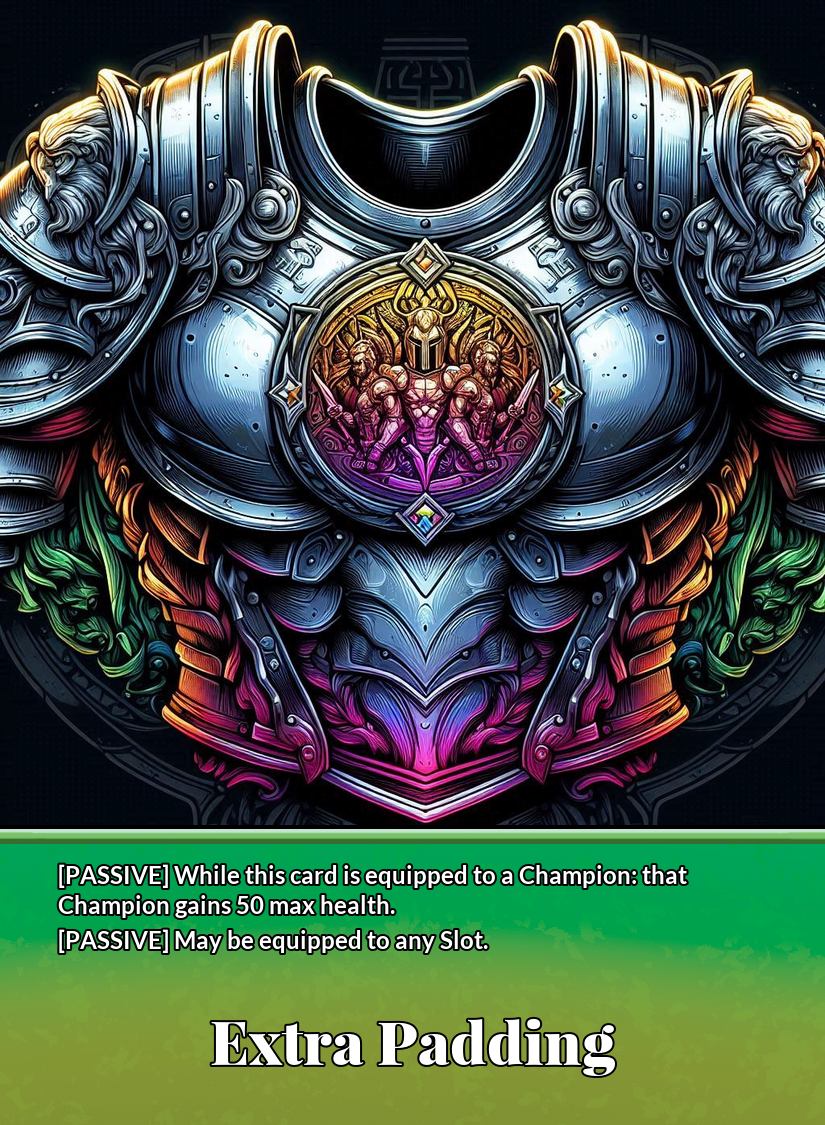 [PASSIVE] While this card is equipped to a Champion: that
Champion gains 50 max health.
[PASSIVE] May be equipped to any Slot.
Extra Padding